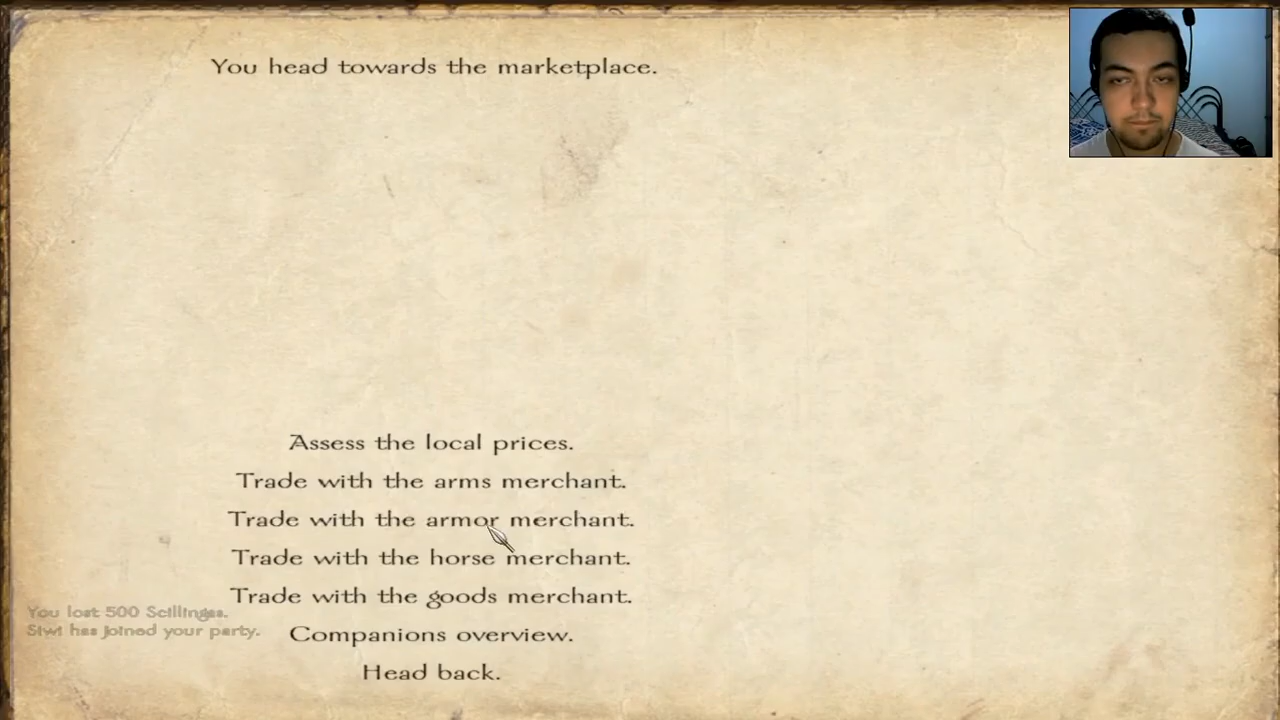 You head towards the marketplace.
Assess the local prices.
Trade with the arms merchant.
Trade with the armor merchant.
Trade with the horse merchant.
Trade with the goods merchant.
You lost 500 Scillingas.
Siwi has joined your party.
Companions overview.
Head back.